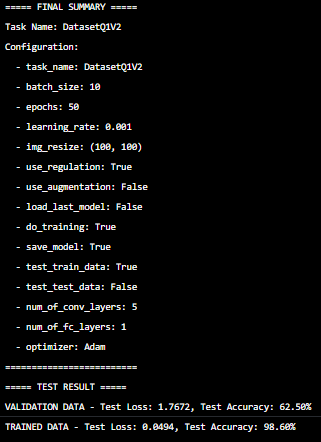 ===== FINAL SUMMARY =====
Task Name: DatasetQ1V2
Configuration:
- task_name: DatasetQ1V2
- batch_size: 10
- epochs: 50
- learning_rate: 0.001
- img_resize: (100, 100)
- use_regulation: True
- use_augmentation: False
- load_last_model: False
- do_training: True
- save_model: True
- test_train_data: True
- test_test_data: False
- num_of_conv_layers: 5
- num_of_fc_layers: 1
- optimizer: Adam
=========================
===== TEST RESULT =====
VALIDATION DATA - Test Loss: 1.7672, Test Accuracy: 62.50%
TRAINED DATA - Test Loss: 0.0494, Test Accuracy: 98.60%